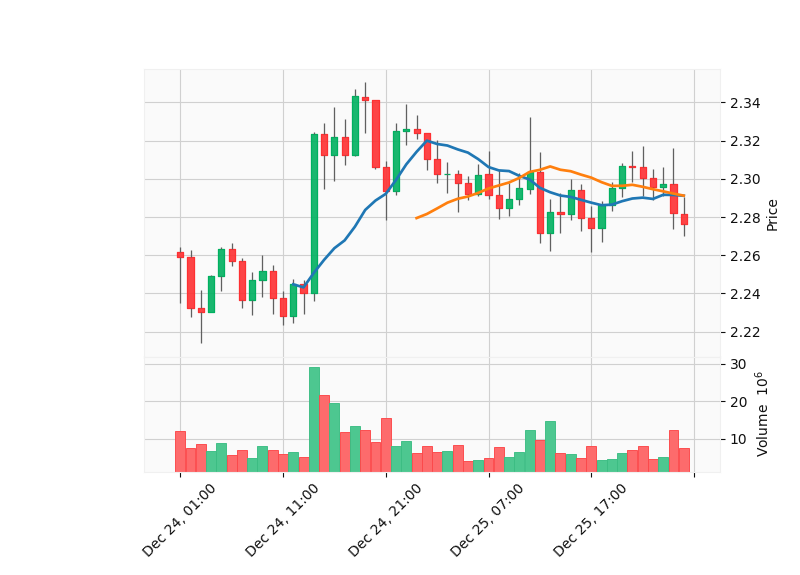 2.34
2.32
2.30
2.28
2.26
2.24
2.22
Price
30
20
10
Volume 10^6
Dec 24, 01:00
Dec 24, 11:00
Dec 24, 21:00
Dec 25, 07:00
Dec 25, 17:00